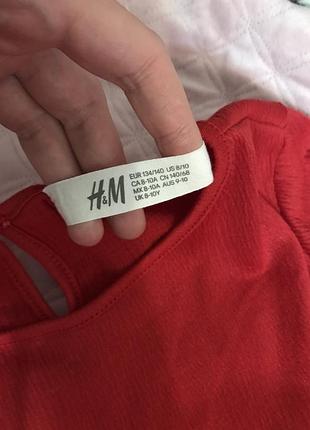 H&M
EUR 134/140 US 8/10
CA 8-10A CN 140/68
MX 8-10A AUS 9-10
UK 8-10Y